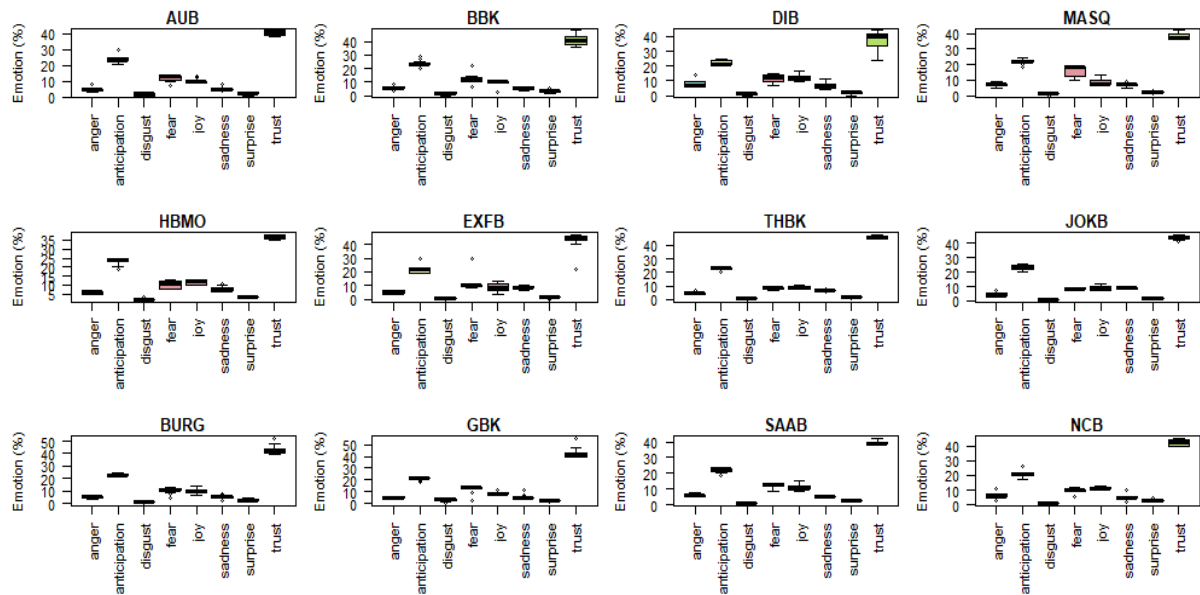 AUB
Emotion (%)
40
30
20
10
0
anger
anticipation
disgust
fear
joy
sadness
surprise
trust
BBK
Emotion (%)
40
30
20
10
0
anger
anticipation
disgust
fear
joy
sadness
surprise
trust
DIB
Emotion (%)
40
30
20
10
0
anger
anticipation
disgust
fear
joy
sadness
surprise
trust
MASQ
Emotion (%)
40
30
20
10
0
anger
anticipation
disgust
fear
joy
sadness
surprise
trust
HBMO
Emotion (%)
35
30
25
20
15
10
5
anger
anticipation
disgust
fear
joy
sadness
surprise
trust
EXFB
Emotion (%)
40
30
20
10
0
anger
anticipation
disgust
fear
joy
sadness
surprise
trust
THBK
Emotion (%)
40
30
20
10
0
anger
anticipation
disgust
fear
joy
sadness
surprise
trust
JOKB
Emotion (%)
40
30
20
10
0
anger
anticipation
disgust
fear
joy
sadness
surprise
trust
BURG
Emotion (%)
50
40
30
20
10
0
anger
anticipation
disgust
fear
joy
sadness
surprise
trust
GBK
Emotion (%)
50
40
30
20
10
0
anger
anticipation
disgust
fear
joy
sadness
surprise
trust
SAAB
Emotion (%)
40
30
20
10
0
anger
anticipation
disgust
fear
joy
sadness
surprise
trust
NCB
Emotion (%)
40
30
20
10
0
anger
anticipation
disgust
fear
joy
sadness
surprise
trust